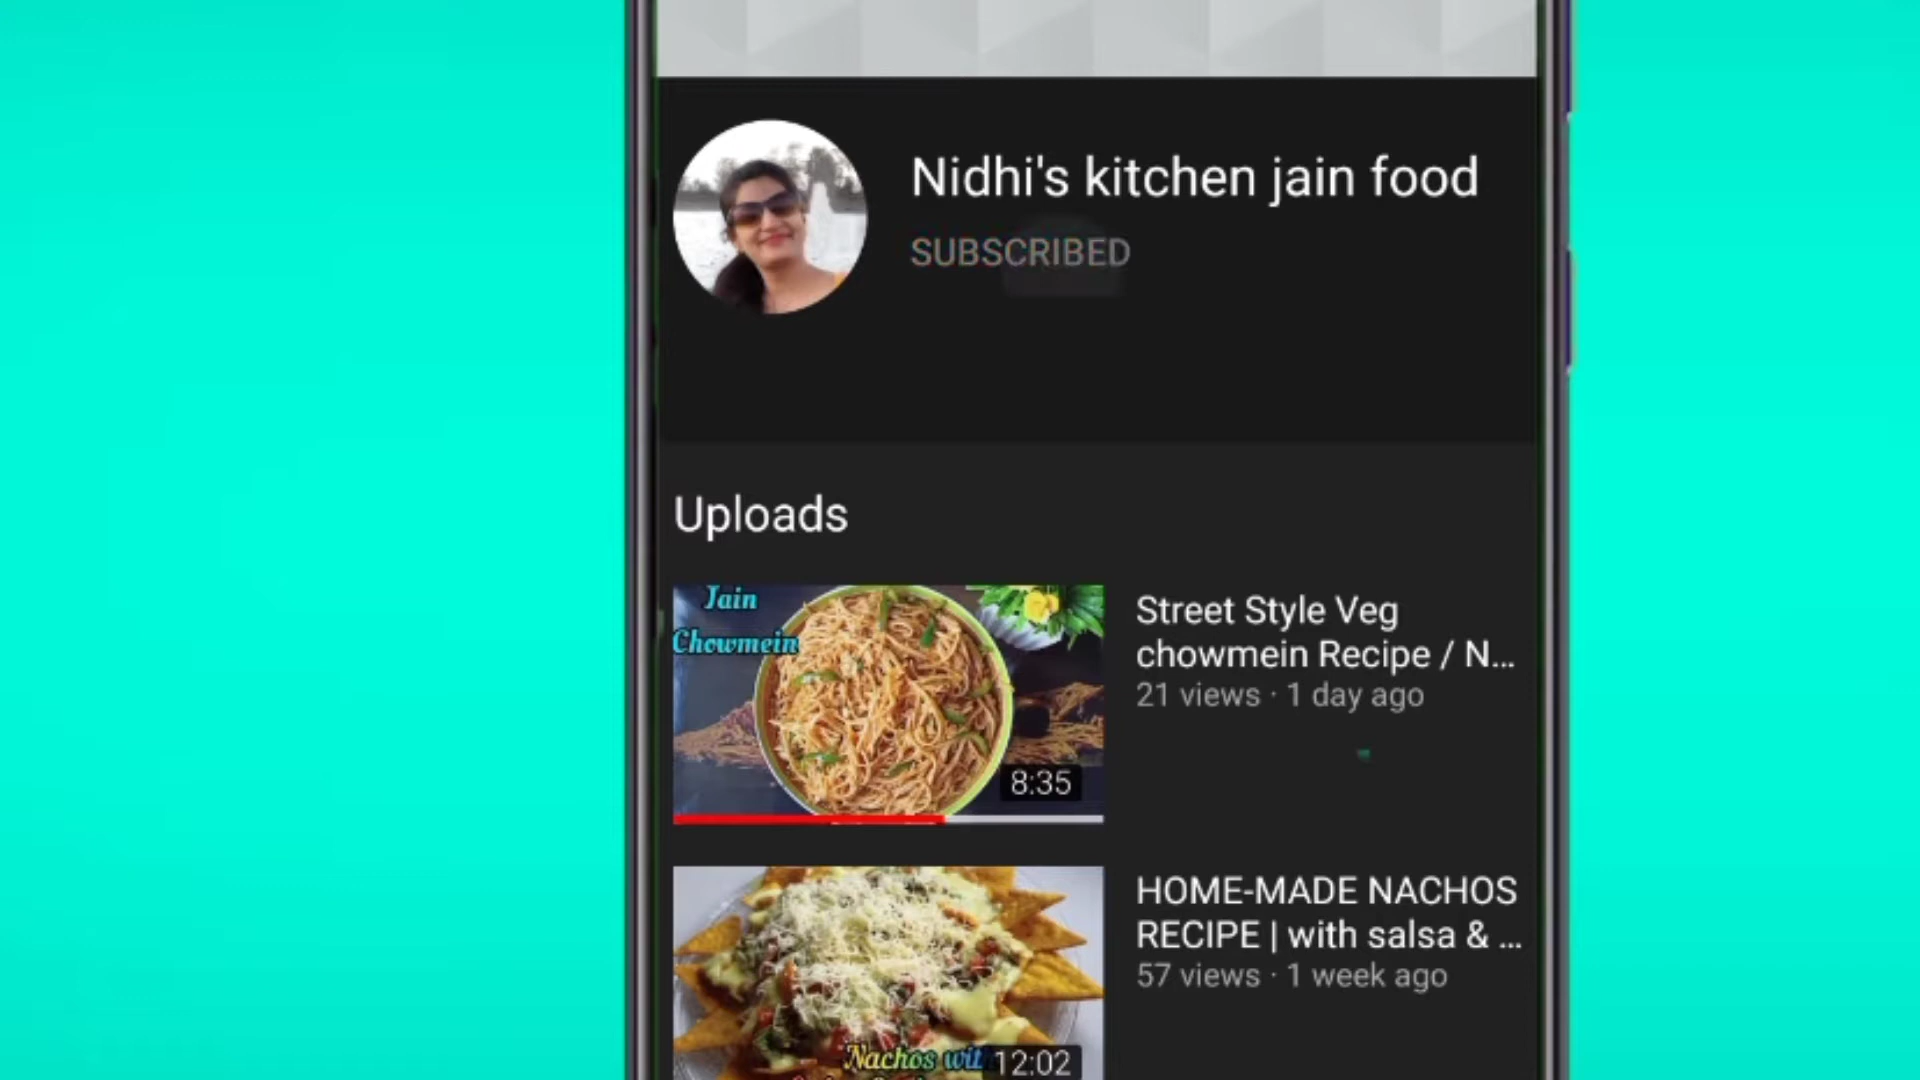 Nidhi's kitchen jain food
SUBSCRIBED
Uploads
Jain
Chowmein
8:35
Street Style Veg
chowmein Recipe / N...
21 views · 1 day ago
HOME-MADE NACHOS
RECIPE | with salsa & ...
57 views · 1 week ago
Nachos wit
12:02